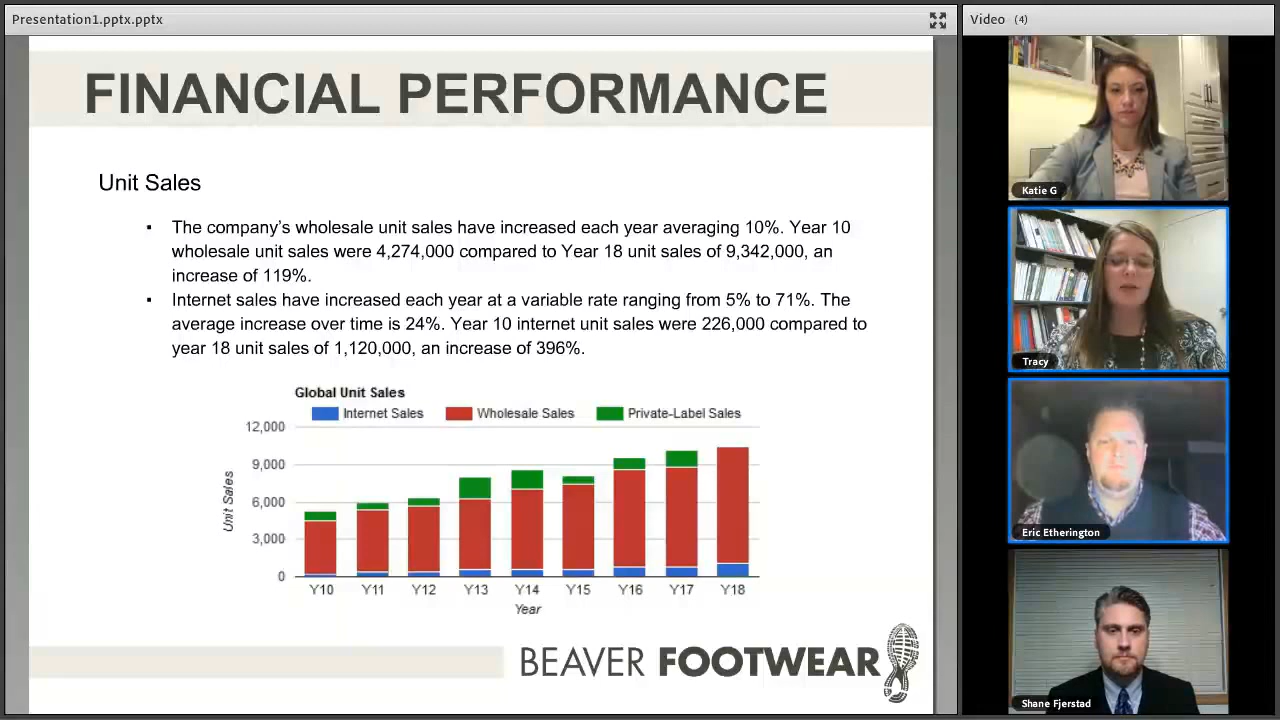 Presentation1.pptx.pptx
Video (4)
FINANCIAL PERFORMANCE
Unit Sales
▪ The company's wholesale unit sales have increased each year averaging 10%. Year 10
wholesale unit sales were 4,274,000 compared to Year 18 unit sales of 9,342,000, an
increase of 119%.
▪ Internet sales have increased each year at a variable rate ranging from 5% to 71%. The
average increase over time is 24%. Year 10 internet unit sales were 226,000 compared to
year 18 unit sales of 1,120,000, an increase of 396%.
Global Unit Sales
Internet Sales Wholesale Sales Private-Label Sales
12,000
9,000
6,000
3,000
0
Unit Sales
Y10 Y11 Y12 Y13 Y14 Y15 Y16 Y17 Y18
Year
BEAVER FOOTWEAR
Katie G
Tracy
Eric Etherington
Shane Fjerstad